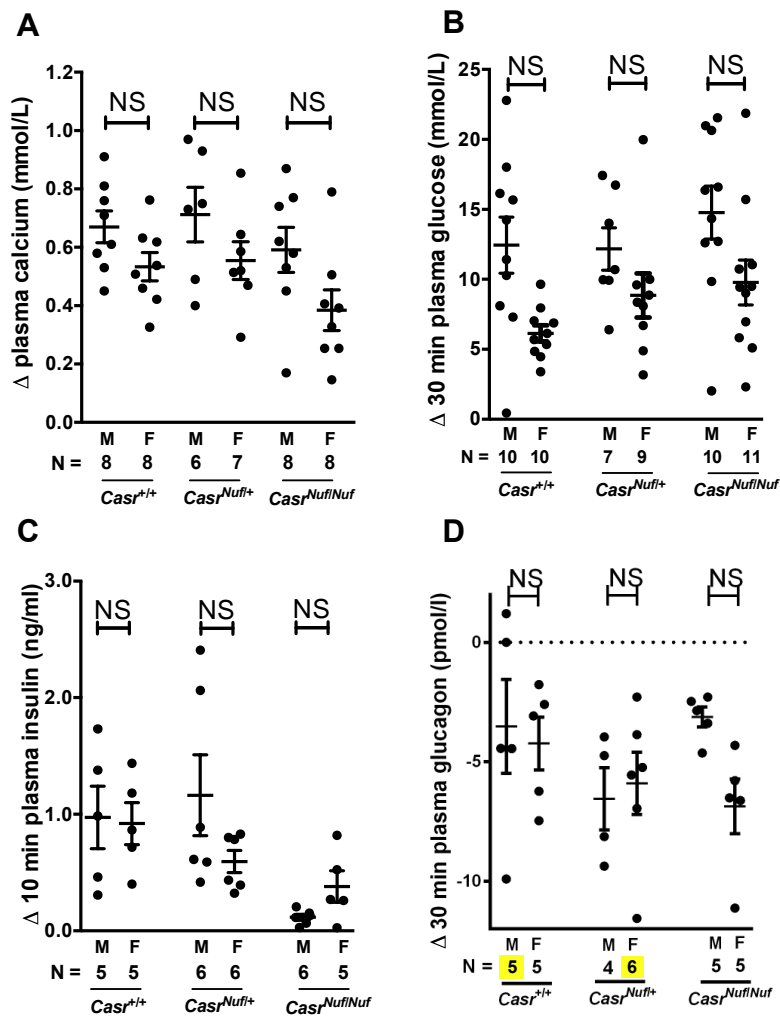 A
Δ plasma calcium (mmol/L)
1.2
1.0
0.8
0.6
0.4
0.2
0.0
NS NS NS
M F M F M F
N = 8 8 6 7 8 8
Casr+/+ CasrNuf/+ CasrNuf/Nuf
B
Δ 30 min plasma glucose (mmol/L)
25
20
15
10
5
0
NS NS NS
M F M F M F
N = 10 10 7 9 10 11
Casr+/+ CasrNuf/+ CasrNuf/Nuf
C
Δ 10 min plasma insulin (ng/ml)
3.0
2.0
1.0
0.0
NS NS NS
M F M F M F
N = 5 5 6 6 6 5
Casr+/+ CasrNuf/+ CasrNuf/Nuf
D
Δ 30 min plasma glucagon (pmol/l)
0
-5
-10
NS NS NS
M F M F M F
N = 5 5 4 6 5 5
Casr+/+ CasrNuf/+ CasrNuf/Nuf